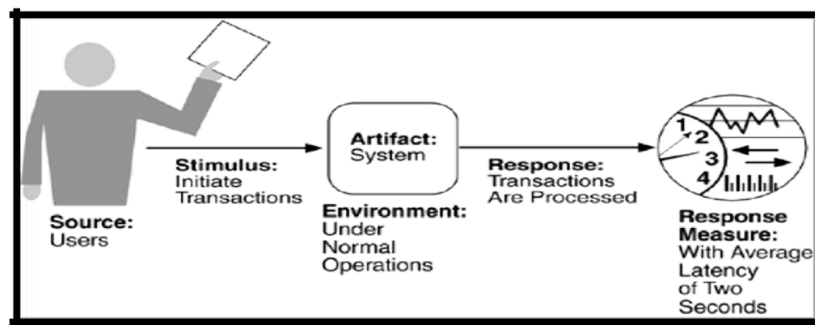 Source:
Users
Stimulus:
Initiate
Transactions
Artifact:
System
Environment:
Under
Normal
Operations
Response:
Transactions
Are Processed
1
2
3
4
Response
Measure:
With Average
Latency
of Two
Seconds